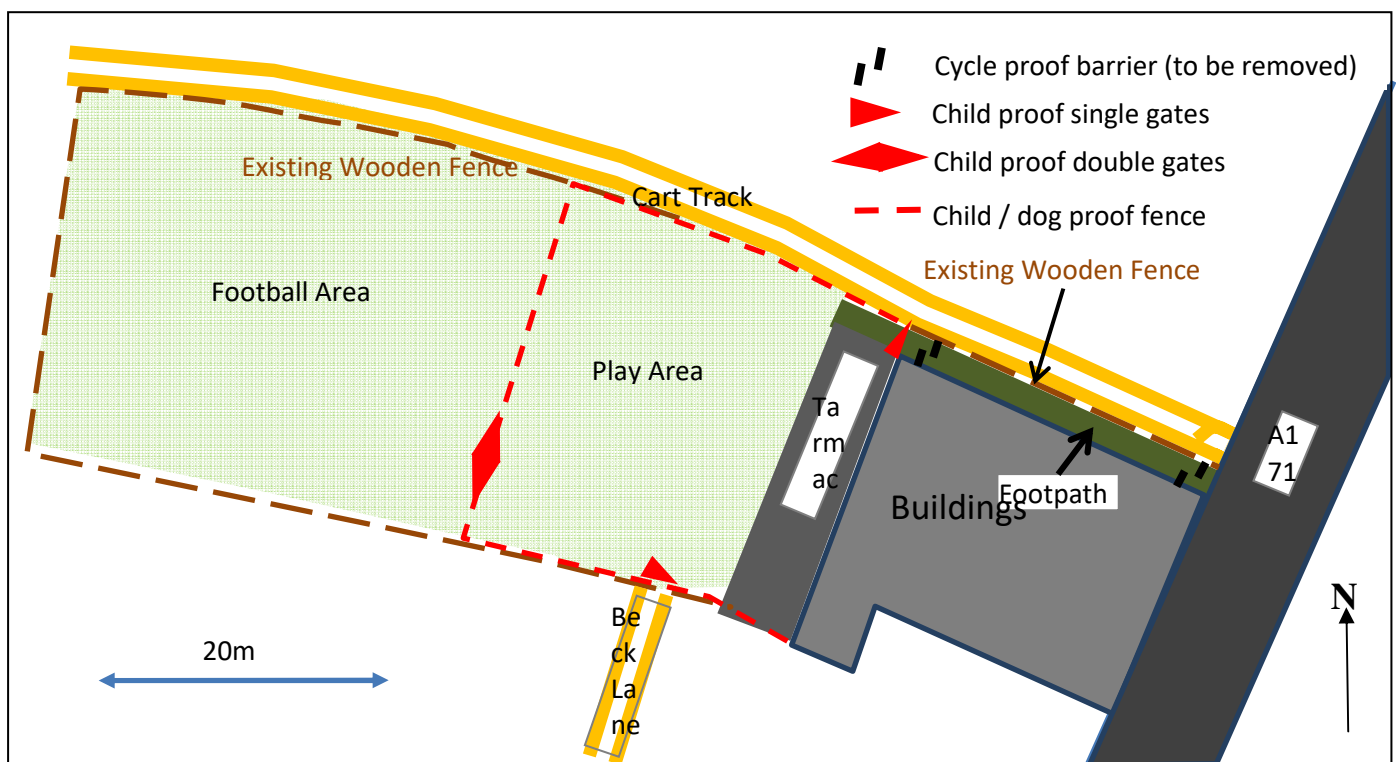 Cycle proof barrier (to be removed)
Child proof single gates
Child proof double gates
Child / dog proof fence
Existing Wooden Fence
Cart Track
Existing Wooden Fence
Football Area
Play Area
Ta
rm
ac
A1
71
Footpath
Buildings
N
Be
ck
La
ne
20m